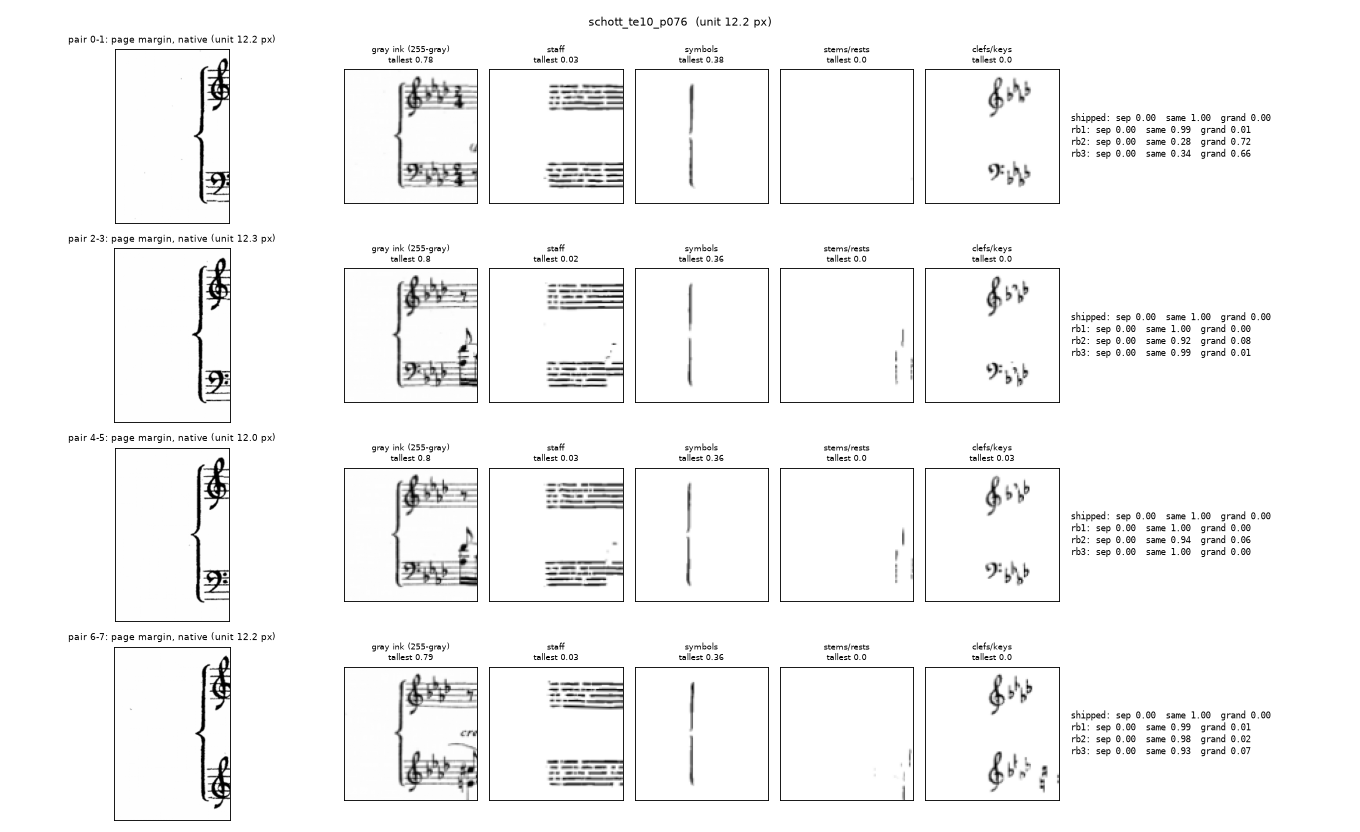 schott_te10_p076  (unit 12.2 px)
pair 0-1: page margin, native (unit 12.2 px)
gray ink (255-gray)
tallest 0.78
staff
tallest 0.03
symbols
tallest 0.38
stems/rests
tallest 0.0
clefs/keys
tallest 0.0
shipped: sep 0.00  same 1.00  grand 0.00
rb1: sep 0.00  same 0.99  grand 0.01
rb2: sep 0.00  same 0.28  grand 0.72
rb3: sep 0.00  same 0.34  grand 0.66
pair 2-3: page margin, native (unit 12.3 px)
gray ink (255-gray)
tallest 0.8
staff
tallest 0.02
symbols
tallest 0.36
stems/rests
tallest 0.0
clefs/keys
tallest 0.0
shipped: sep 0.00  same 1.00  grand 0.00
rb1: sep 0.00  same 1.00  grand 0.00
rb2: sep 0.00  same 0.92  grand 0.08
rb3: sep 0.00  same 0.99  grand 0.01
pair 4-5: page margin, native (unit 12.0 px)
gray ink (255-gray)
tallest 0.8
staff
tallest 0.03
symbols
tallest 0.36
stems/rests
tallest 0.0
clefs/keys
tallest 0.03
shipped: sep 0.00  same 1.00  grand 0.00
rb1: sep 0.00  same 1.00  grand 0.00
rb2: sep 0.00  same 0.94  grand 0.06
rb3: sep 0.00  same 1.00  grand 0.00
pair 6-7: page margin, native (unit 12.2 px)
gray ink (255-gray)
tallest 0.79
staff
tallest 0.03
symbols
tallest 0.36
stems/rests
tallest 0.0
clefs/keys
tallest 0.0
cre
shipped: sep 0.00  same 1.00  grand 0.00
rb1: sep 0.00  same 0.99  grand 0.01
rb2: sep 0.00  same 0.98  grand 0.02
rb3: sep 0.00  same 0.93  grand 0.07